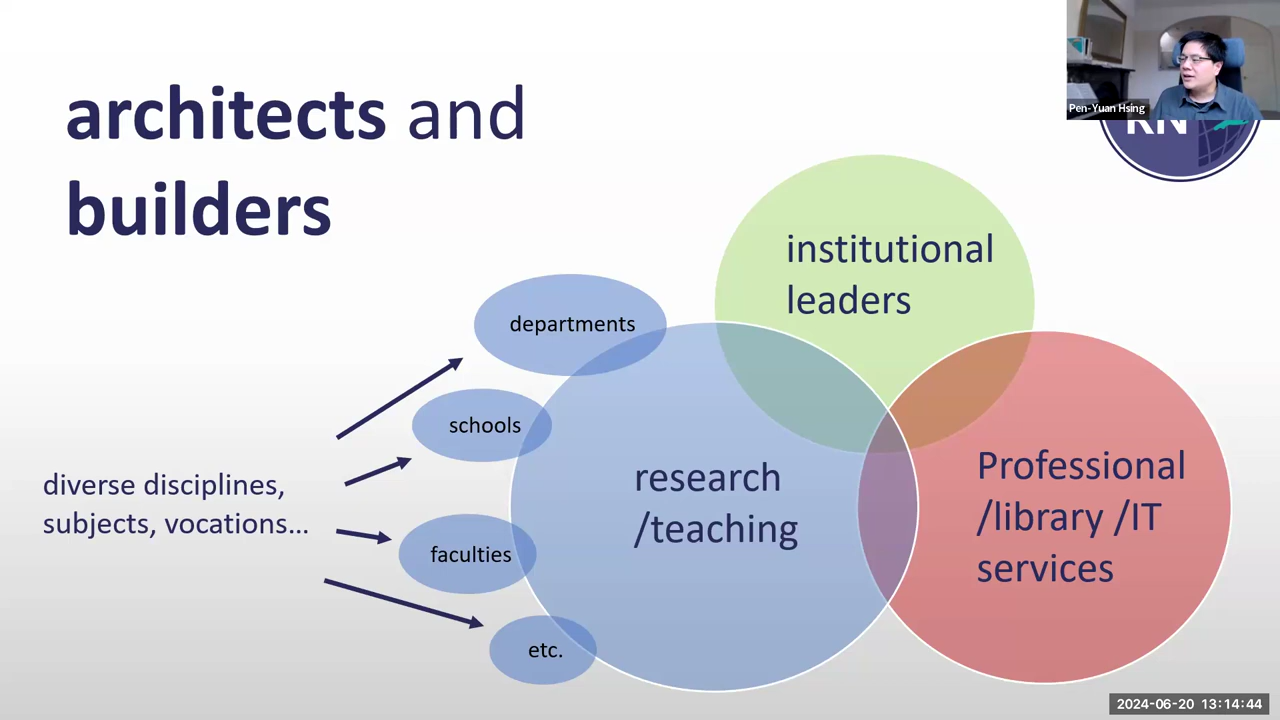 architects and
builders
Pen-Yuan Hsing
RN
institutional
leaders
departments
schools
diverse disciplines,
subjects, vocations...
faculties
etc.
research
/teaching
Professional
/library /IT
services
2024-06-20 13:14:44